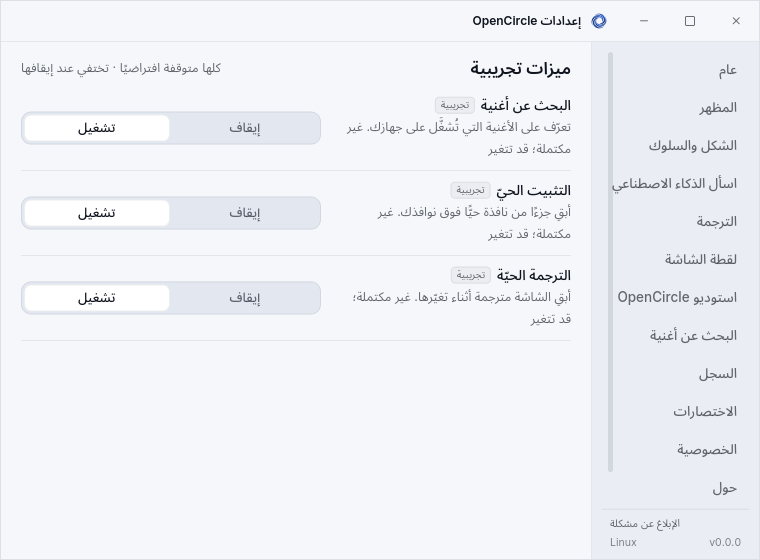 إعدادات OpenCircle
عام
المظهر
الشكل والسلوك
اسأل الذكاء الاصطناعي
الترجمة
لقطة الشاشة
استوديو OpenCircle
البحث عن أغنية
السجل
الاختصارات
الخصوصية
حول
الإبلاغ عن مشكلة
Linux
v0.0.0
ميزات تجريبية
كلها متوقفة افتراضيًا · تختفي عند إيقافها
البحث عن أغنية تجريبية
تعرّف على الأغنية التي تُشغَّل على جهازك. غير
مكتملة؛ قد تتغير
إيقاف تشغيل
التثبيت الحيّ تجريبية
أبقِ جزءًا من نافذة حيًّا فوق نوافذك. غير
مكتملة؛ قد تتغير
إيقاف تشغيل
الترجمة الحيّة تجريبية
أبقِ الشاشة مترجمة أثناء تغيّرها. غير مكتملة؛
قد تتغير
إيقاف تشغيل